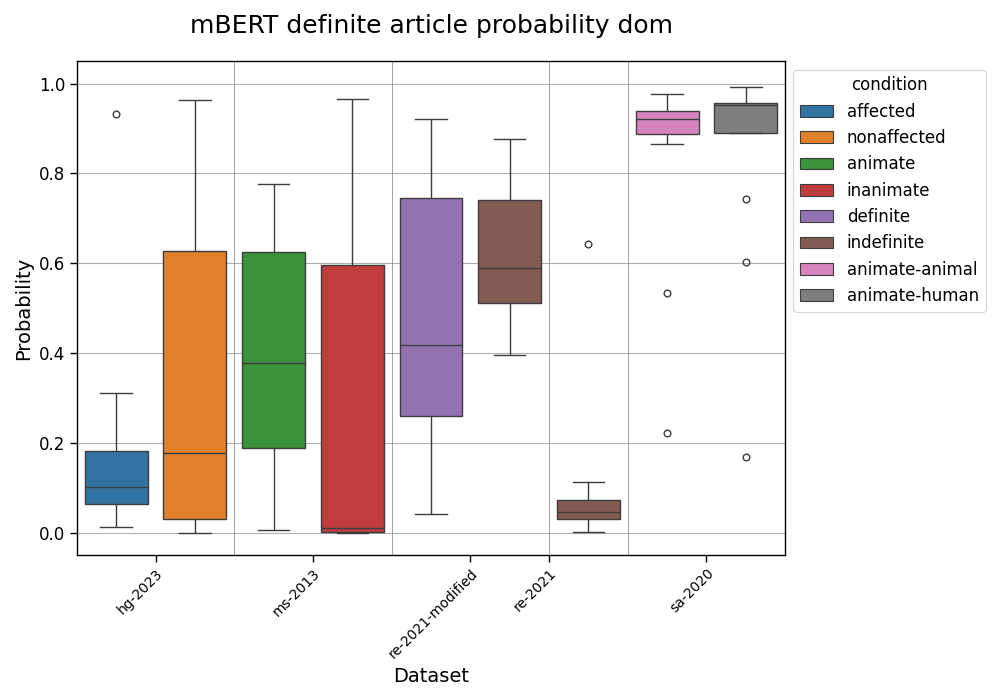 mBERT definite article probability dom
Probability
1.0
0.8
0.6
0.4
0.2
0.0
hg-2023
ms-2013
re-2021-modified
re-2021
sa-2020
Dataset
condition
affected
nonaffected
animate
inanimate
definite
indefinite
animate-animal
animate-human